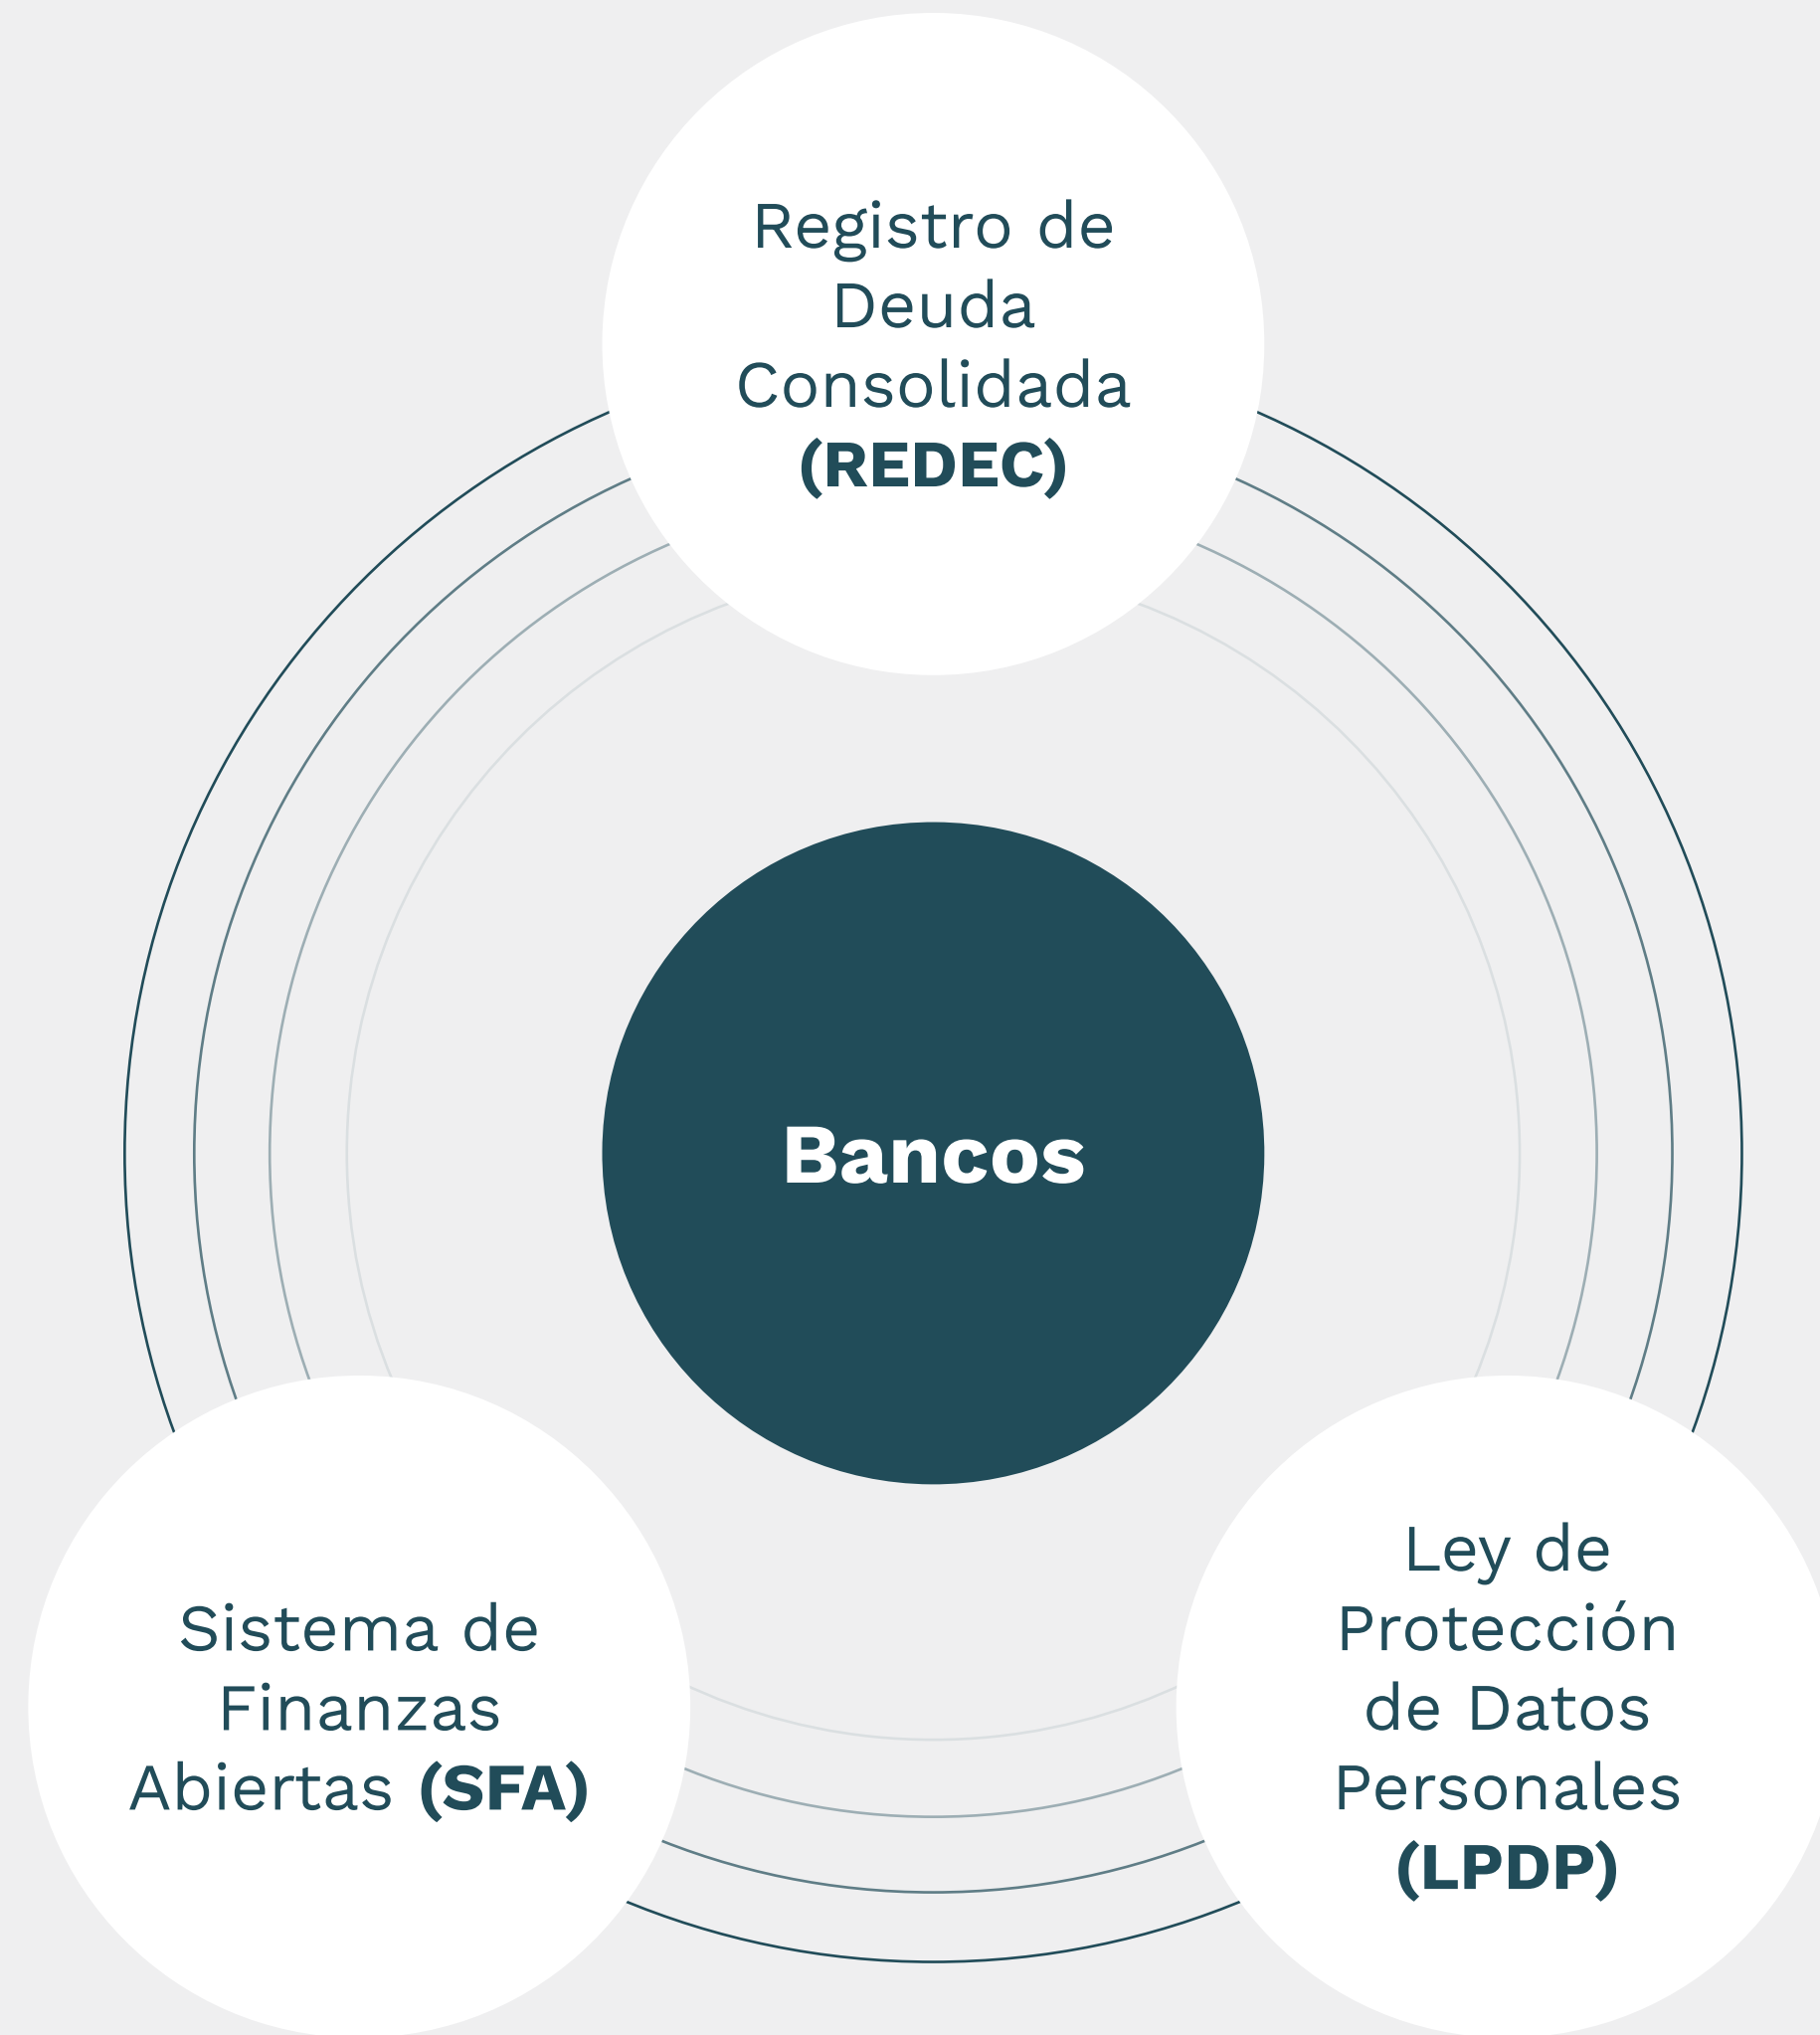 Registro de
Deuda
Consolidada
(REDEC)
Bancos
Sistema de
Finanzas
Abiertas (SFA)
Ley de
Protección
de Datos
Personales
(LPDP)